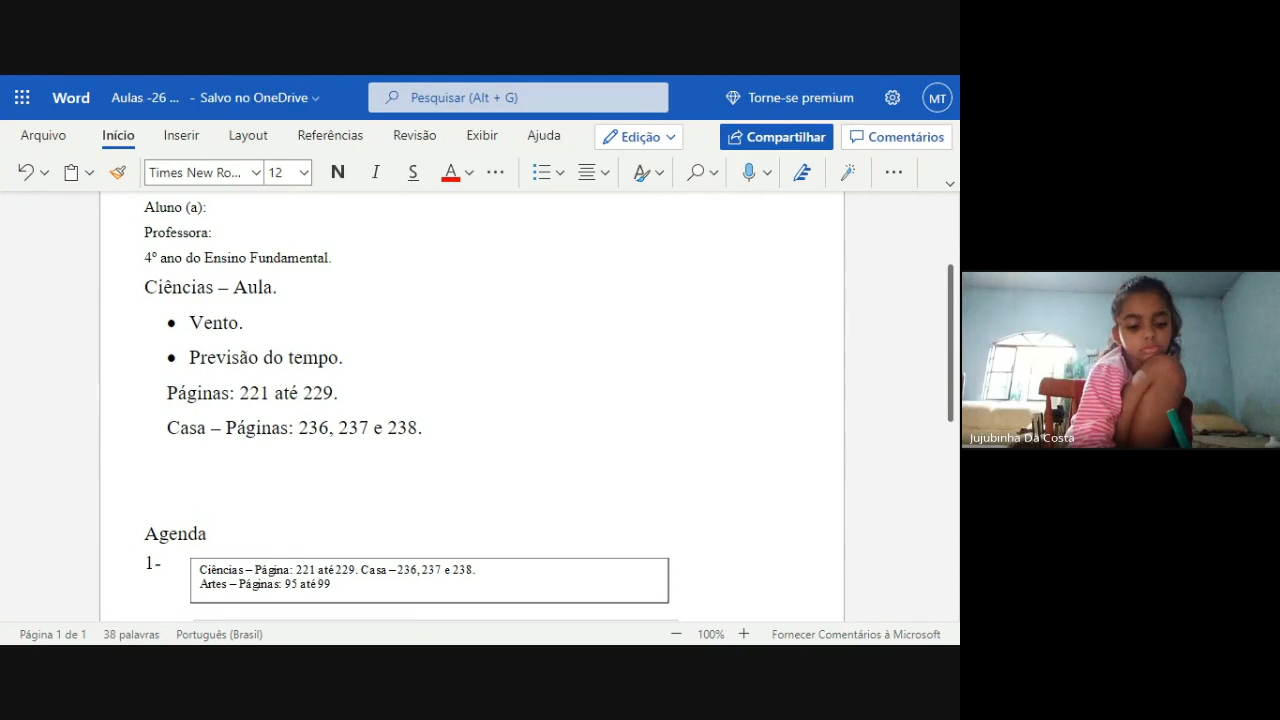 Word Aulas -26 ... - Salvo no OneDrive Pesquisar (Alt + G) Torne-se premium MT
Arquivo Início Inserir Layout Referências Revisão Exibir Ajuda Edição Compartilhar Comentários
Times New Ro... 12 N I S A ...
Aluno (a):
Professora:
4º ano do Ensino Fundamental.
Ciências – Aula.
• Vento.
• Previsão do tempo.
Páginas: 221 até 229.
Casa – Páginas: 236, 237 e 238.
Agenda
1-
Ciências – Página: 221 até 229. Casa – 236, 237 e 238.
Artes – Páginas: 95 até 99
Página 1 de 1 38 palavras Português (Brasil) 100% Fornecer Comentários à Microsoft
Jujubinha Da Costa